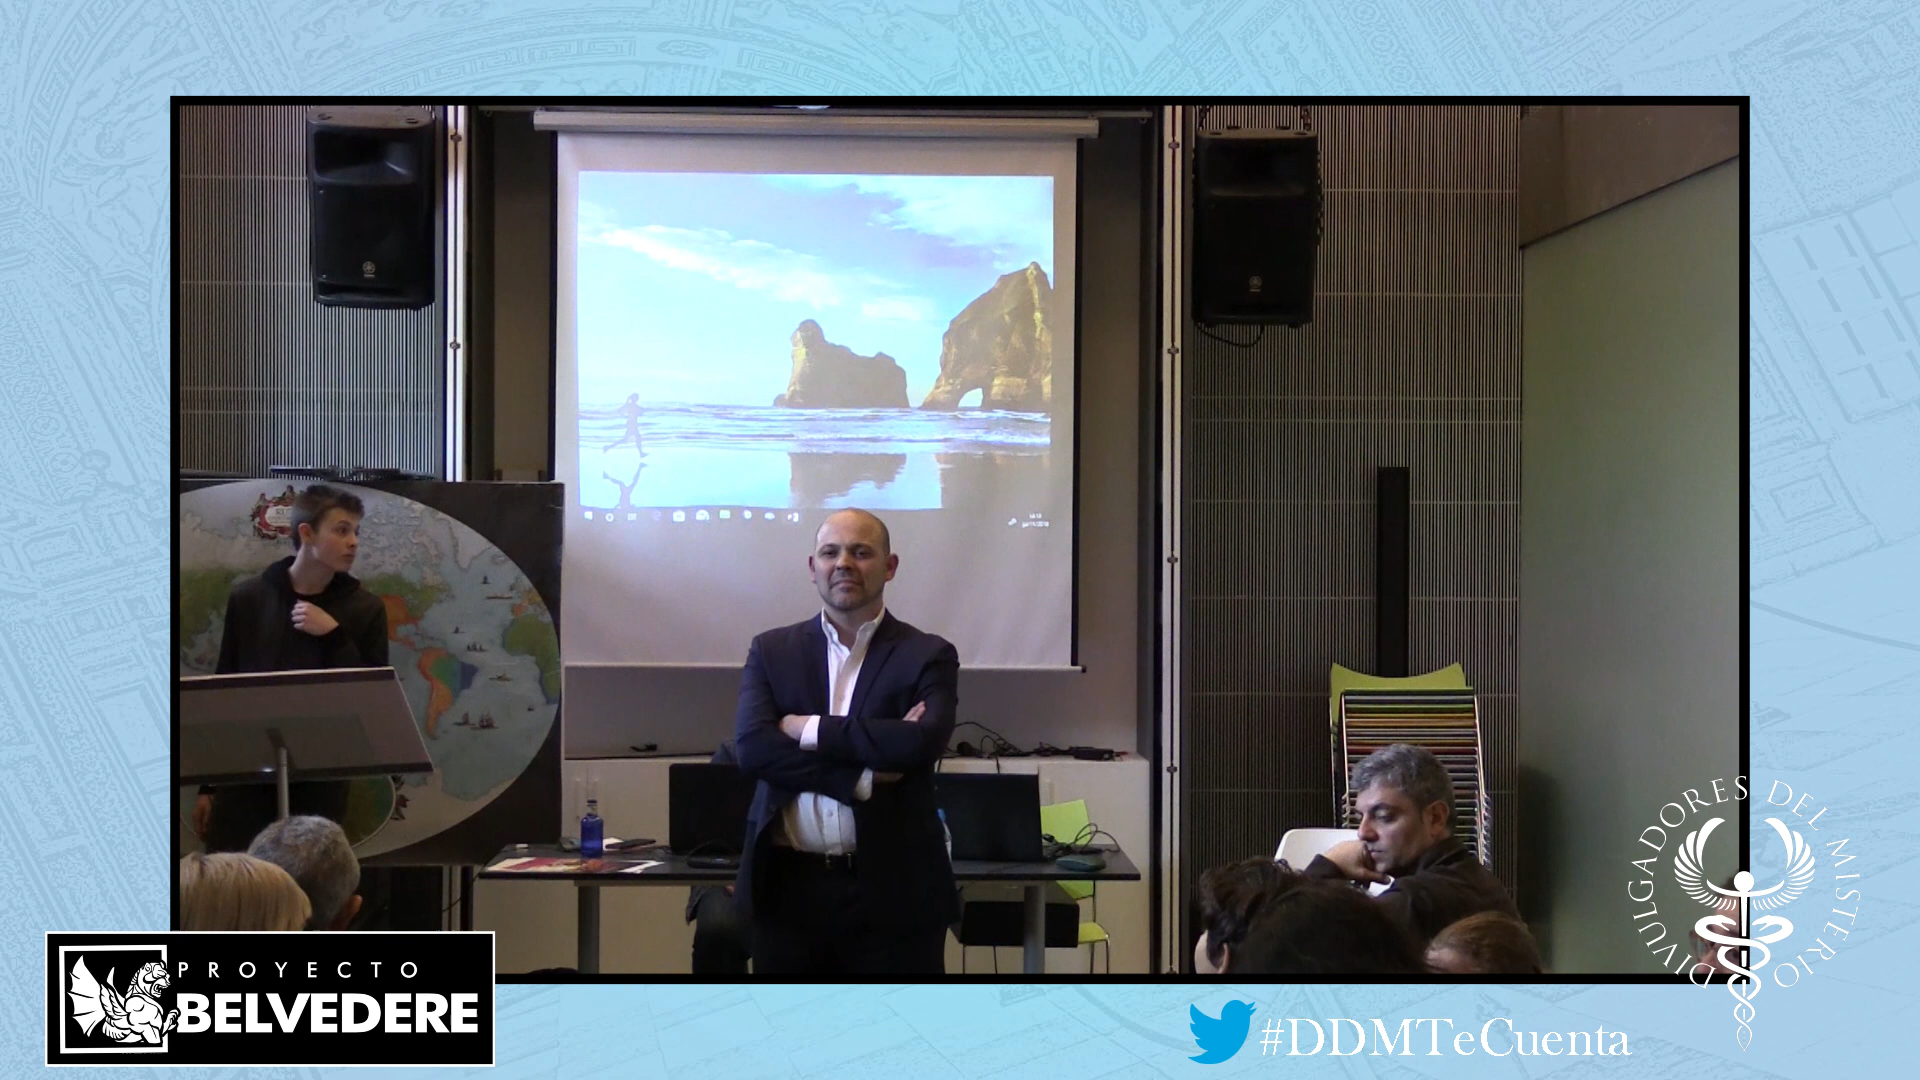 PROYECTO
BELVEDERE
#DDMTeCuenta
DIVULGADORES DEL MISTERIO